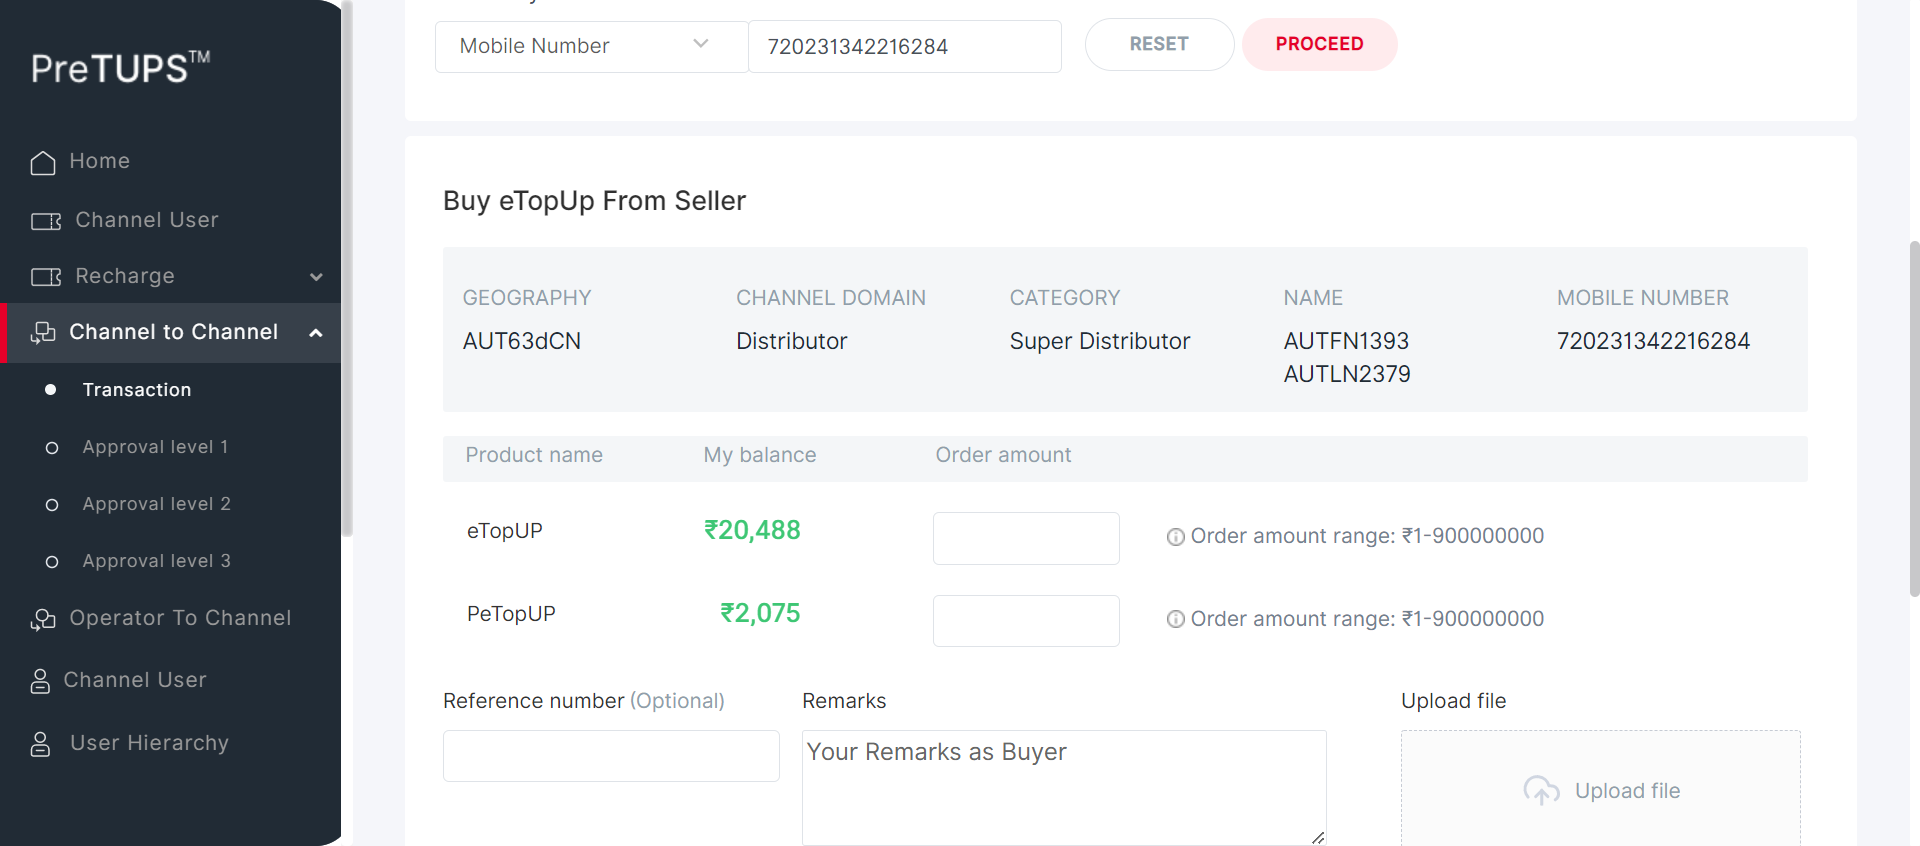 PreTUPS™
Home
Channel User
Recharge
Channel to Channel
Transaction
Approval level 1
Approval level 2
Approval level 3
Operator To Channel
Channel User
User Hierarchy
Mobile Number 720231342216284 RESET PROCEED
Buy eTopUp From Seller
GEOGRAPHY CHANNEL DOMAIN CATEGORY NAME MOBILE NUMBER
AUT63dCN Distributor Super Distributor AUTFN1393 720231342216284
AUTLN2379
Product name My balance Order amount
eTopUP ₹20,488 Order amount range: ₹1-900000000
PeTopUP ₹2,075 Order amount range: ₹1-900000000
Reference number (Optional) Remarks Upload file
Your Remarks as Buyer
Upload file